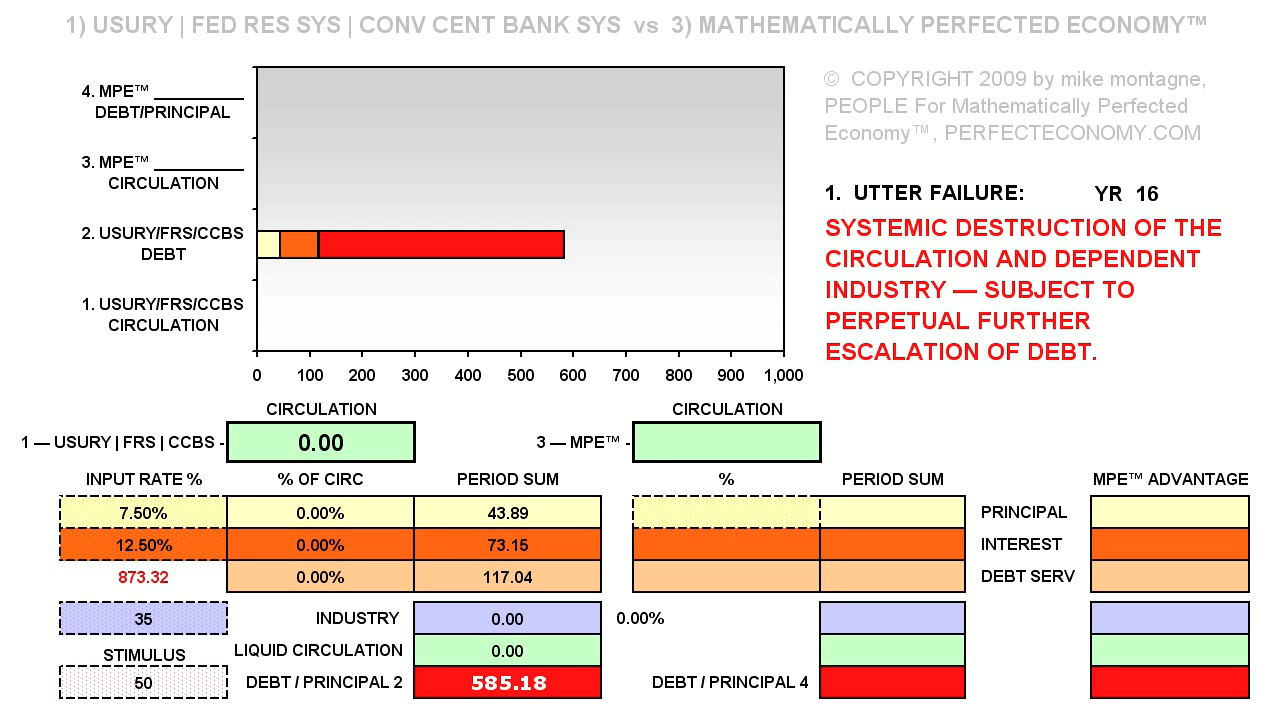 1) USURY | FED RES SYS | CONV CENT BANK SYS vs 3) MATHEMATICALLY PERFECTED ECONOMY™
© COPYRIGHT 2009 by mike montagne,
PEOPLE For Mathematically Perfected
Economy™, PERFECTECONOMY.COM
4. MPE™
DEBT/PRINCIPAL
3. MPE™
CIRCULATION
2. USURY/FRS/CCBS
DEBT
1. USURY/FRS/CCBS
CIRCULATION
0 100 200 300 400 500 600 700 800 900 1,000
1. UTTER FAILURE: YR 16
SYSTEMIC DESTRUCTION OF THE
CIRCULATION AND DEPENDENT
INDUSTRY — SUBJECT TO
PERPETUAL FURTHER
ESCALATION OF DEBT.
CIRCULATION CIRCULATION
1 — USURY | FRS | CCBS - 0.00 3 — MPE™ -
INPUT RATE % % OF CIRC PERIOD SUM % PERIOD SUM MPE™ ADVANTAGE
7.50% 0.00% 43.89 PRINCIPAL
12.50% 0.00% 73.15 INTEREST
873.32 0.00% 117.04 DEBT SERV
35 INDUSTRY 0.00 0.00%
STIMULUS LIQUID CIRCULATION 0.00
50 DEBT / PRINCIPAL 2 585.18 DEBT / PRINCIPAL 4